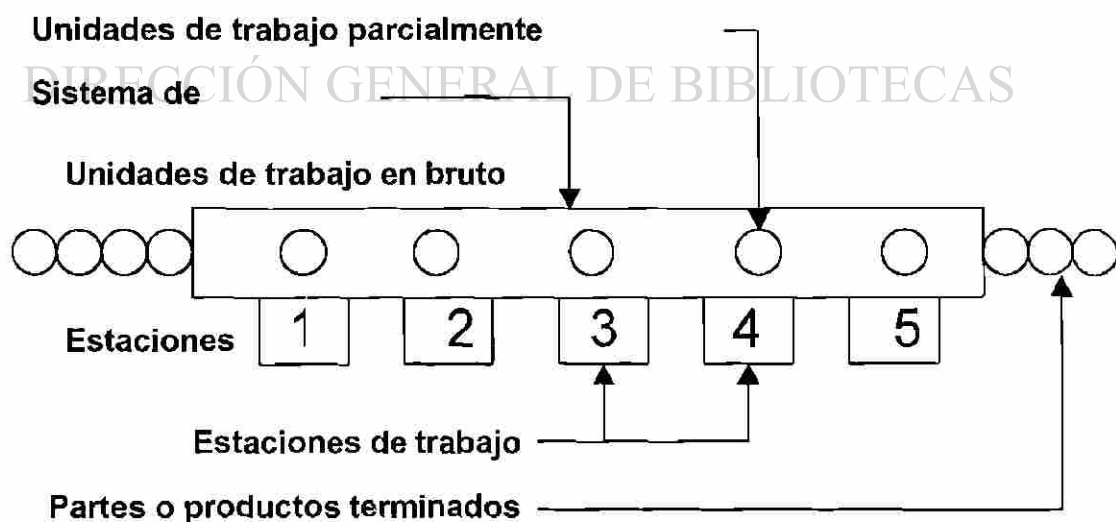 Unidades de trabajo parcialmente
DIRECCIÓN GENERAL DE BIBLIOTECAS
Sistema de
Unidades de trabajo en bruto
Estaciones
1 2 3 4 5
Estaciones de trabajo
Partes o productos terminados